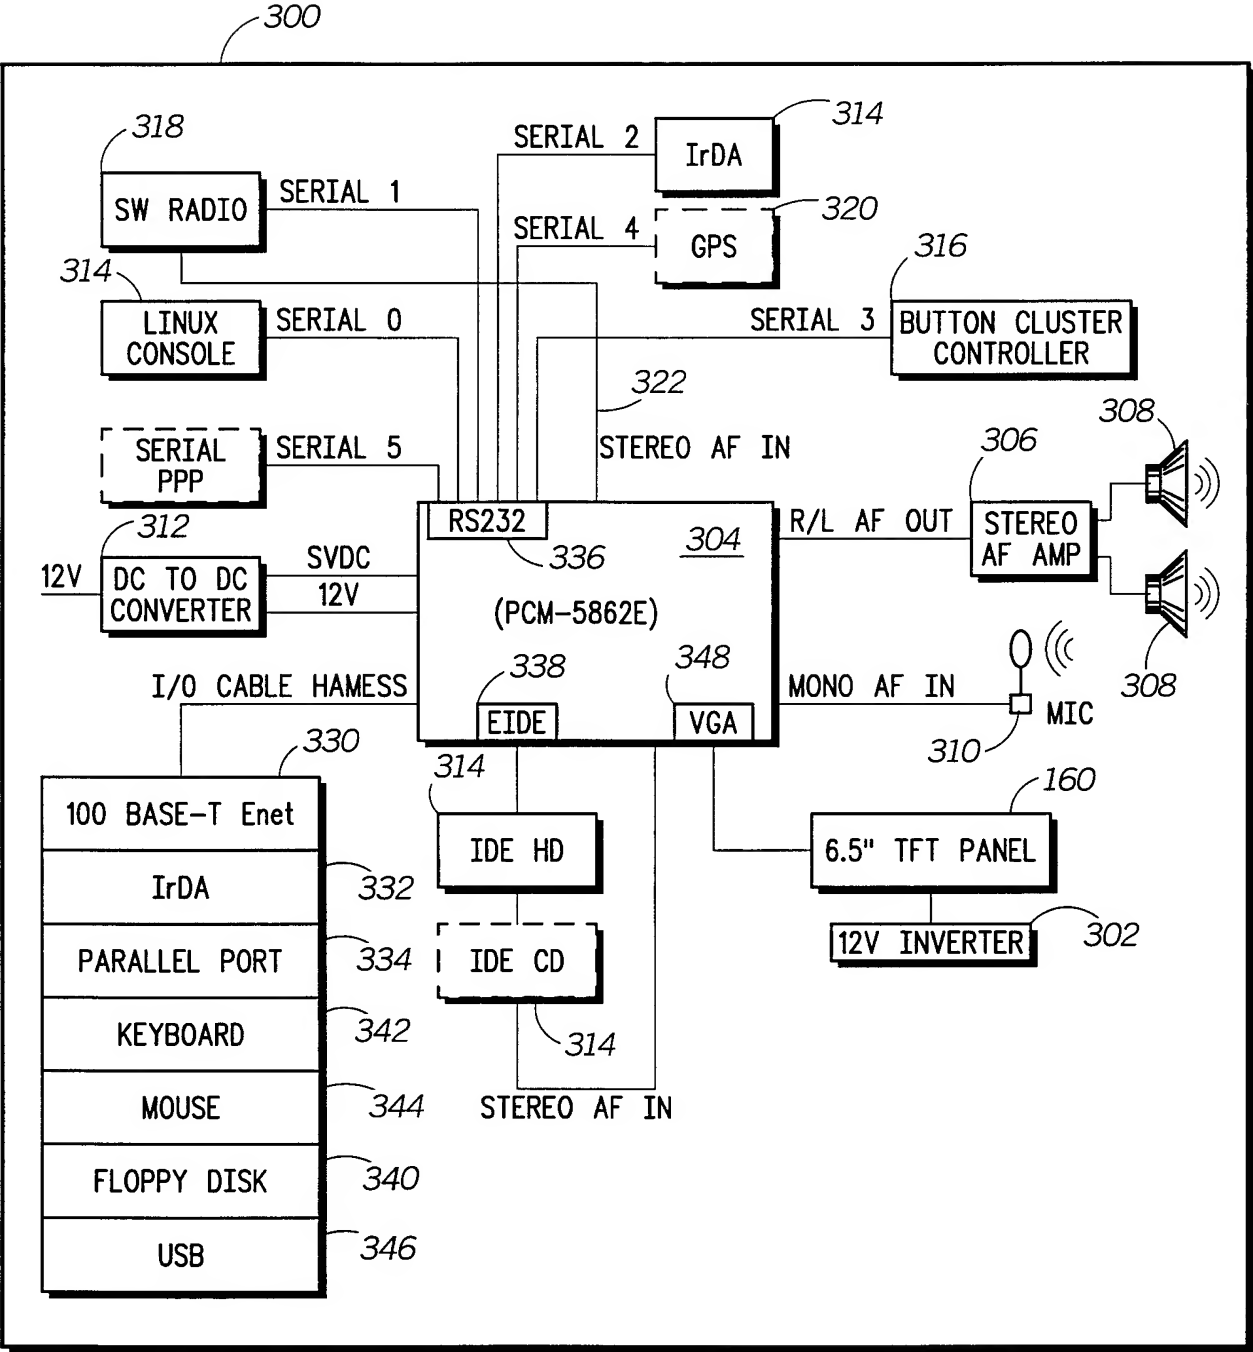 300
318
SERIAL 2
IrDA
314
SW RADIO
SERIAL 1
SERIAL 4
GPS
320
314
LINUX
CONSOLE
SERIAL 0
SERIAL 3
316
BUTTON CLUSTER
CONTROLLER
322
SERIAL
PPP
SERIAL 5
STEREO AF IN
306
308
312
RS232
336
304
R/L AF OUT
STEREO
AF AMP
12V
DC TO DC
CONVERTER
SVDC
12V
(PCM-5862E)
308
I/O CABLE HAMESS
338
EIDE
348
VGA
MONO AF IN
310
MIC
330
314
160
100 BASE-T Enet
IDE HD
6.5" TFT PANEL
IrDA
332
12V INVERTER
302
PARALLEL PORT
334
IDE CD
314
KEYBOARD
342
MOUSE
344
STEREO AF IN
FLOPPY DISK
340
USB
346